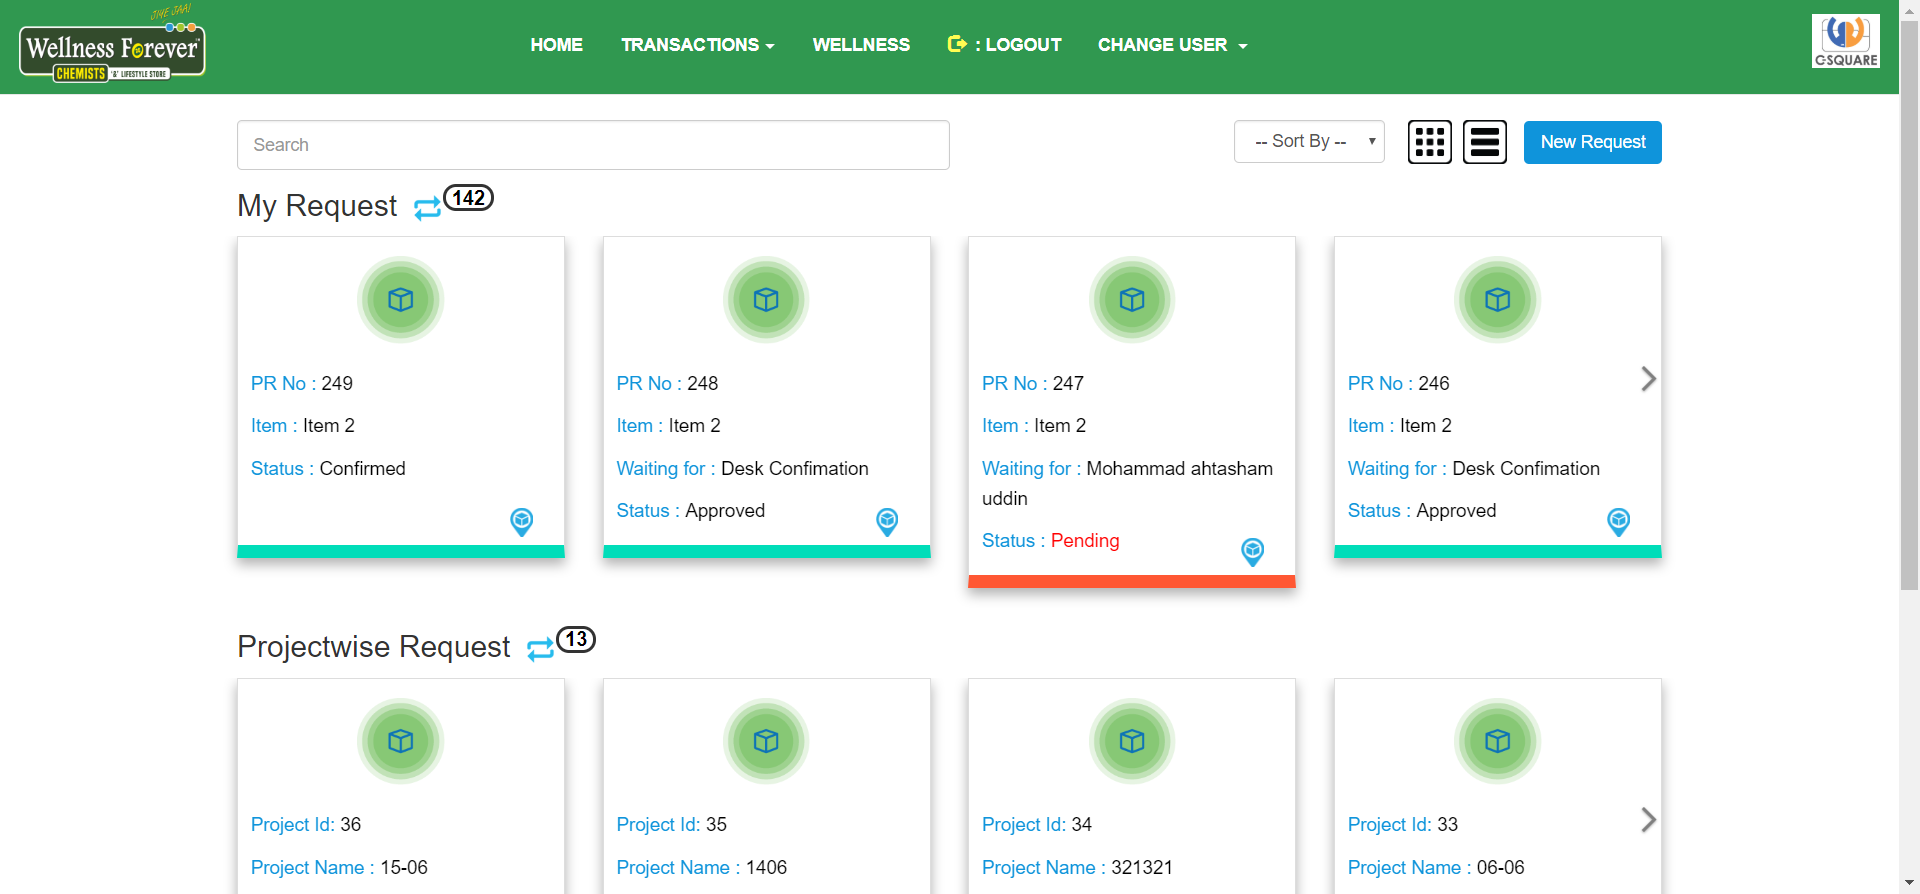 JIYE JAAI
Wellness Forever
CHEMISTS '&' LIFESTYLE STORE
HOME
TRANSACTIONS
WELLNESS
: LOGOUT
CHANGE USER
C-SQUARE
Search
-- Sort By --
New Request
My Request 142
PR No : 249
Item : Item 2
Status : Confirmed
PR No : 248
Item : Item 2
Waiting for : Desk Confimation
Status : Approved
PR No : 247
Item : Item 2
Waiting for : Mohammad ahtasham
uddin
Status : Pending
PR No : 246
Item : Item 2
Waiting for : Desk Confimation
Status : Approved
Projectwise Request 13
Project Id: 36
Project Name : 15-06
Project Id: 35
Project Name : 1406
Project Id: 34
Project Name : 321321
Project Id: 33
Project Name : 06-06